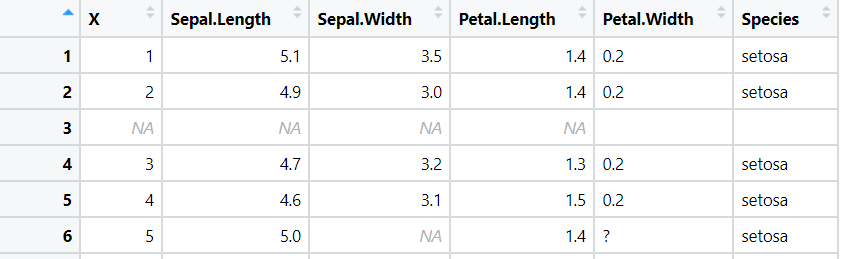 X Sepal.Length Sepal.Width Petal.Length Petal.Width Species
1 1 5.1 3.5 1.4 0.2 setosa
2 2 4.9 3.0 1.4 0.2 setosa
3 NA NA NA NA
4 3 4.7 3.2 1.3 0.2 setosa
5 4 4.6 3.1 1.5 0.2 setosa
6 5 5.0 NA 1.4 ? setosa